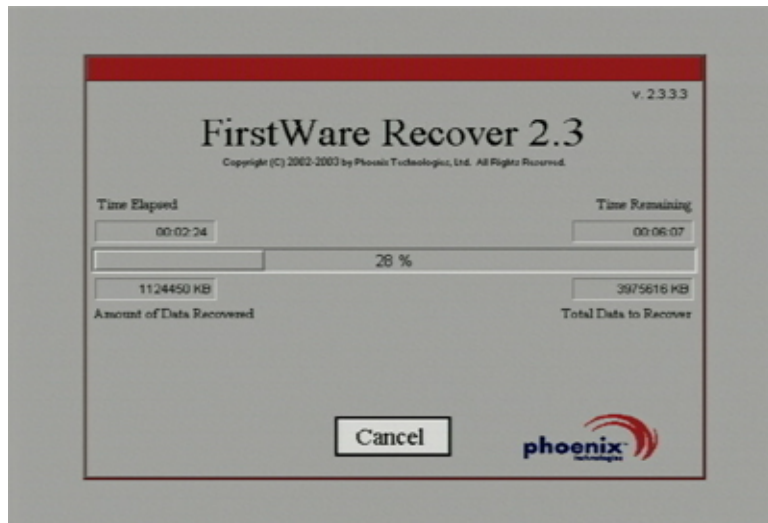 v. 2.3.3.3
FirstWare Recover 2.3
Copyright (C) 2002-2003 by Phoenix Technologies, Ltd. All Rights Reserved.
Time Elapsed
Time Remaining
00:02:24
00:06:07
28 %
1124450 KB
3975616 KB
Amount of Data Recovered
Total Data to Recover
Cancel
phoenix™
technologies